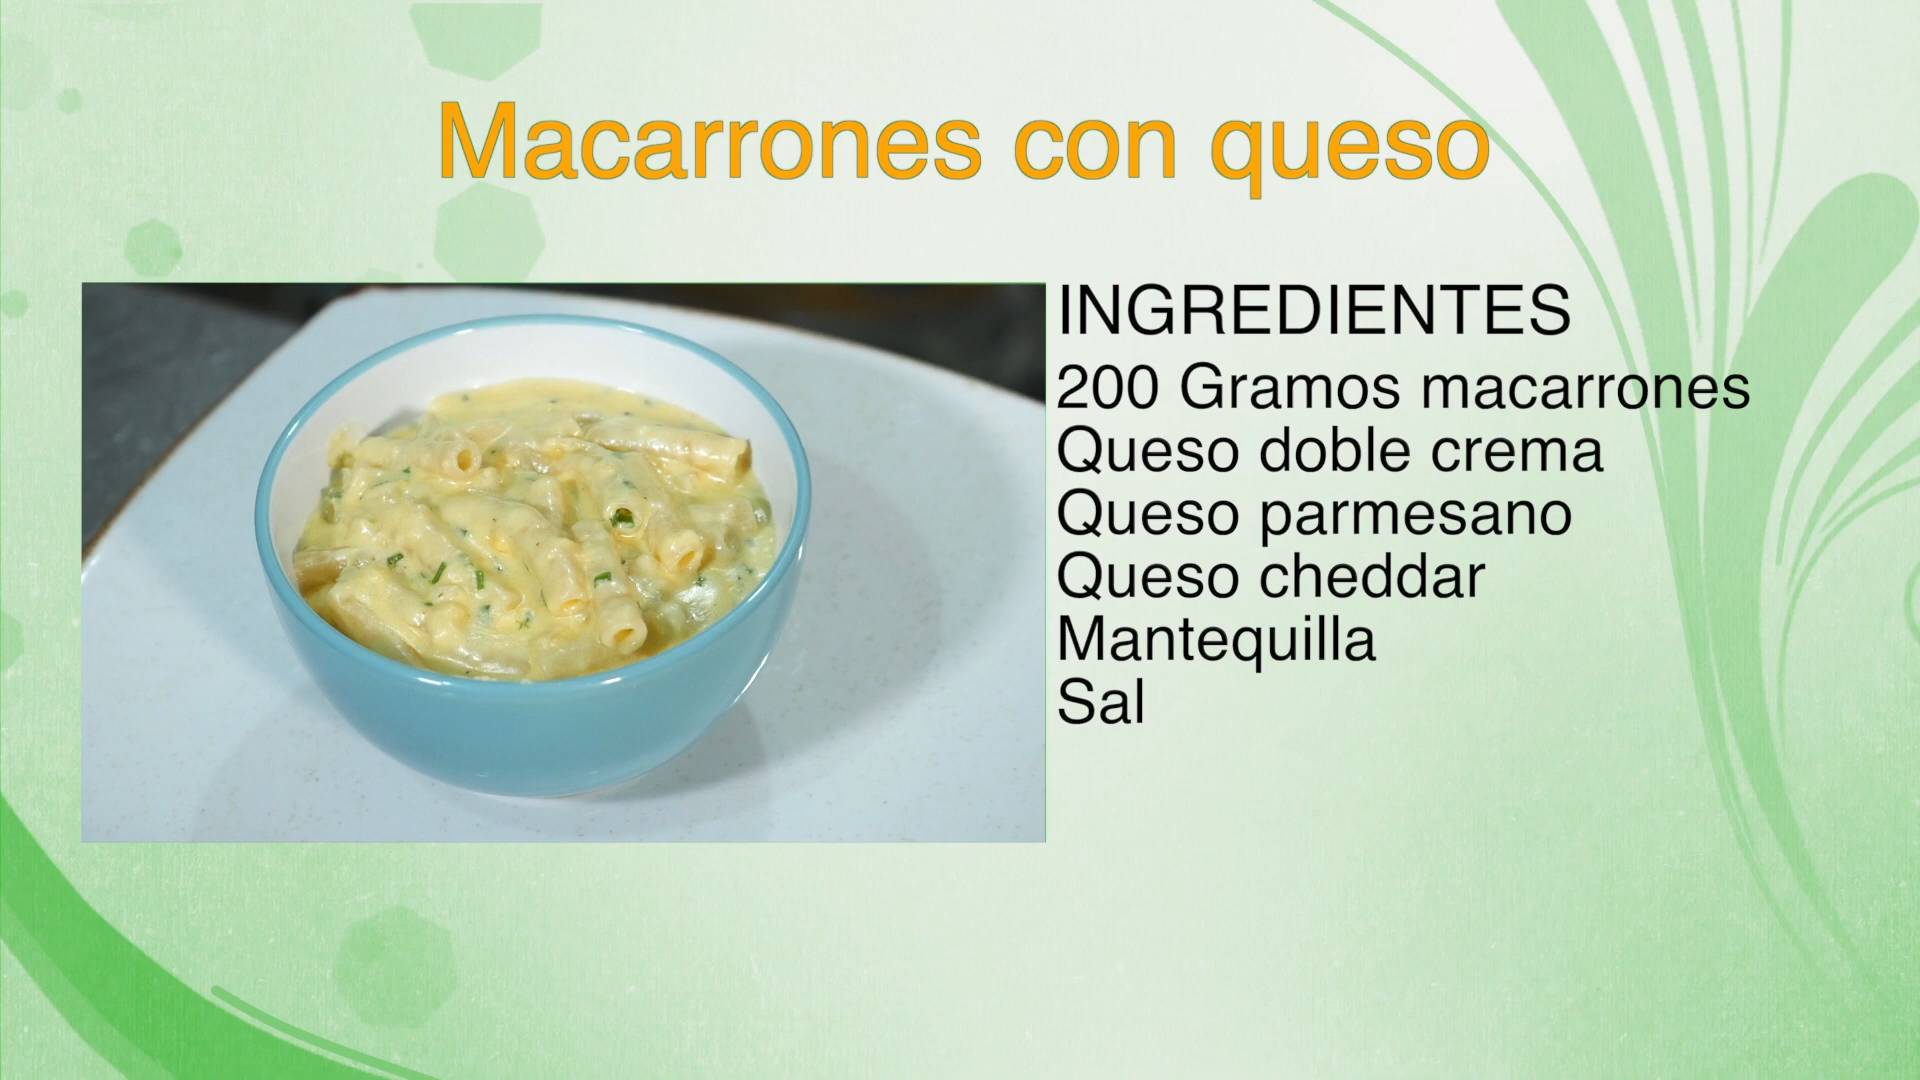 Macarrones con queso
INGREDIENTES
200 Gramos macarrones
Queso doble crema
Queso parmesano
Queso cheddar
Mantequilla
Sal